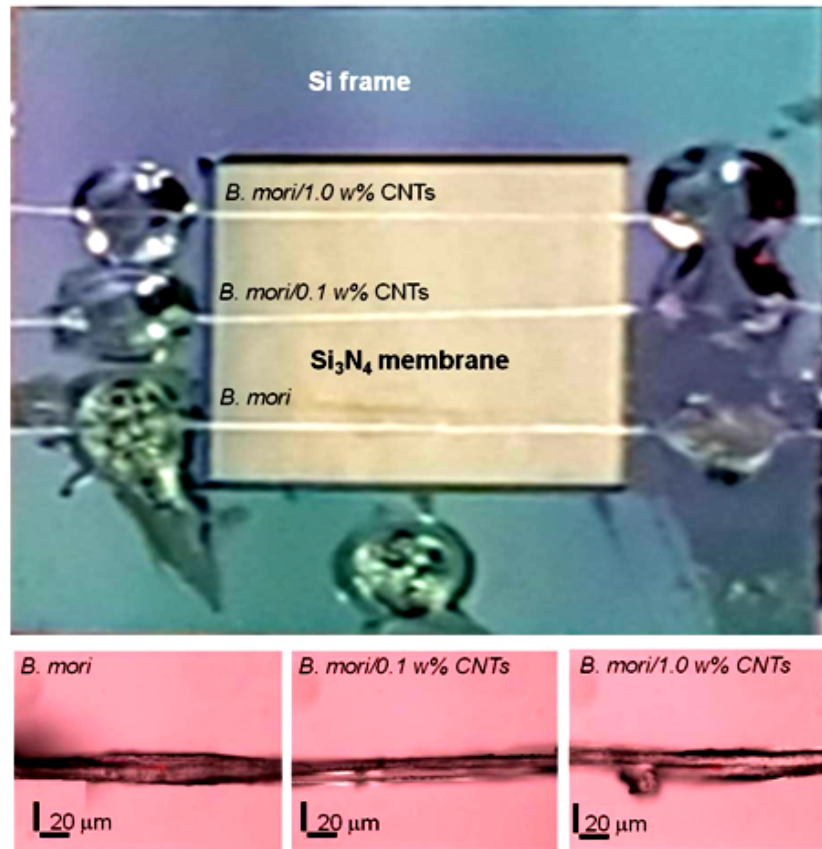 Si frame
B. mori/1.0 w% CNTs
B. mori/0.1 w% CNTs
Si₃N₄ membrane
B. mori
B. mori
B. mori/0.1 w% CNTs
B. mori/1.0 w% CNTs
20 μm
20 μm
20 μm